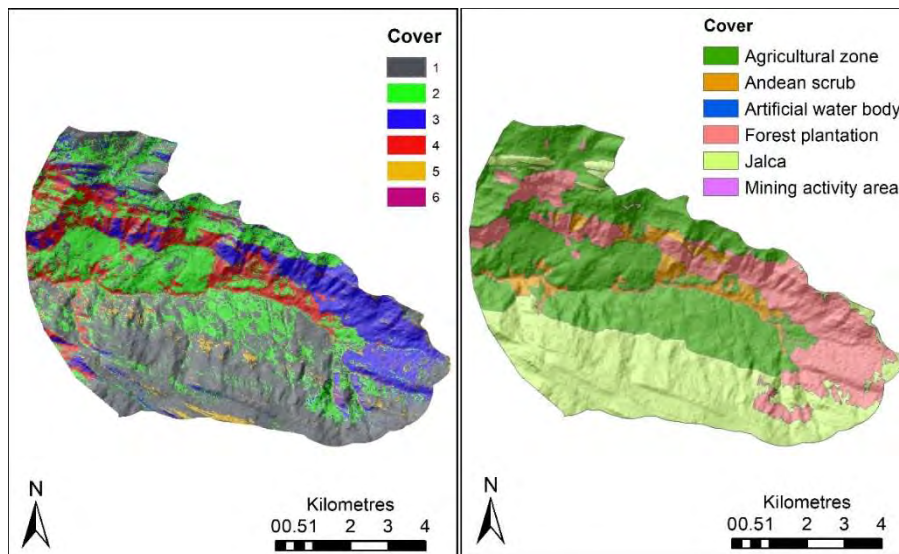 Cover
1
2
3
4
5
6
N
Kilometres
00.51 2 3 4
Cover
Agricultural zone
Andean scrub
Artificial water body
Forest plantation
Jalca
Mining activity area
N
Kilometres
00.51 2 3 4